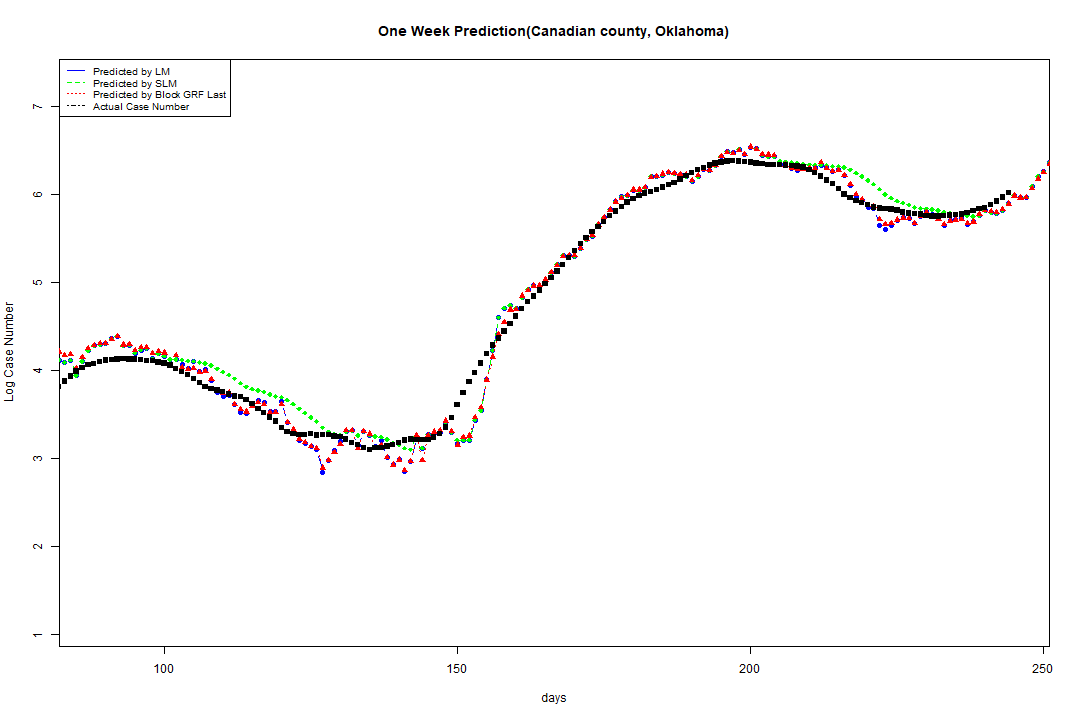 One Week Prediction(Canadian county, Oklahoma)
Predicted by LM
Predicted by SLM
Predicted by Block GRF Last
Actual Case Number
7
6
5
4
3
2
1
Log Case Number
100
150
200
250
days